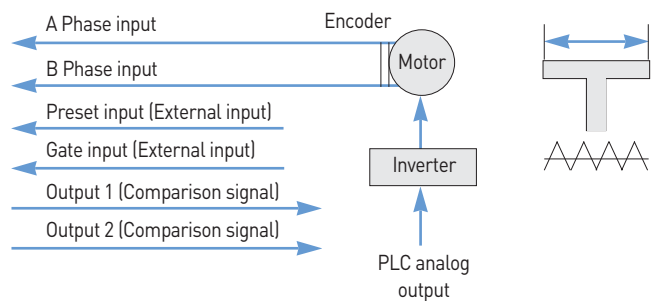 A Phase input
Encoder
B Phase input
Motor
Preset input (External input)
Gate input (External input)
Inverter
Output 1 (Comparison signal)
Output 2 (Comparison signal)
PLC analog
output